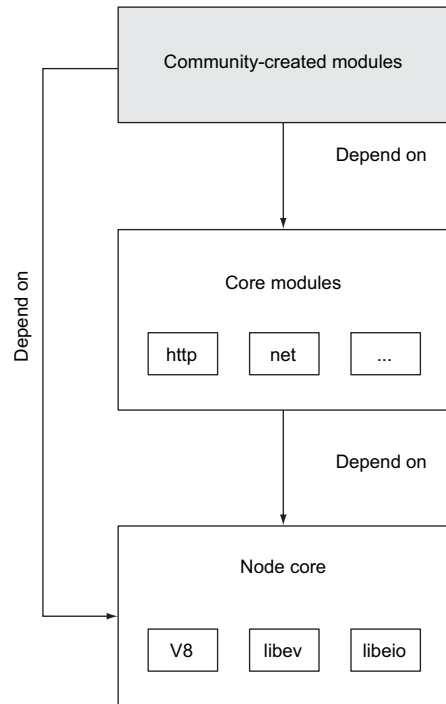 Community-created modules
Depend on
Depend on
Core modules
http
net
...
Depend on
Node core
V8
libev
libeio